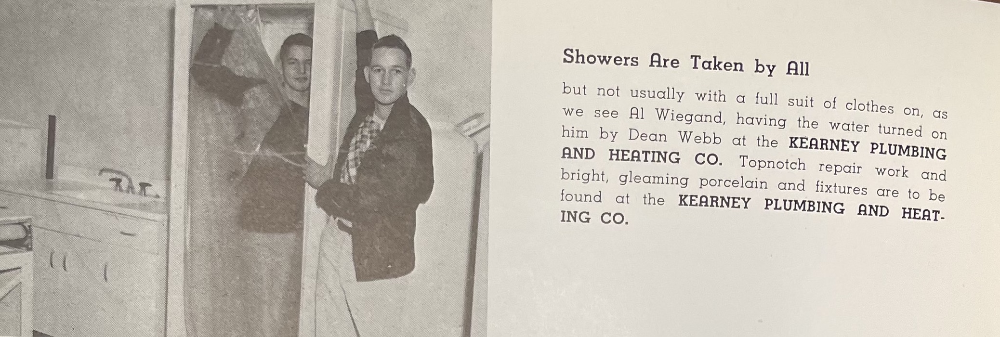 Showers Are Taken by All
but not usually with a full suit of clothes on, as
we see Al Wiegand, having the water turned on
him by Dean Webb at the KEARNEY PLUMBING
AND HEATING CO. Topnotch repair work and
bright, gleaming porcelain and fixtures are to be
found at the KEARNEY PLUMBING AND HEAT-
ING CO.